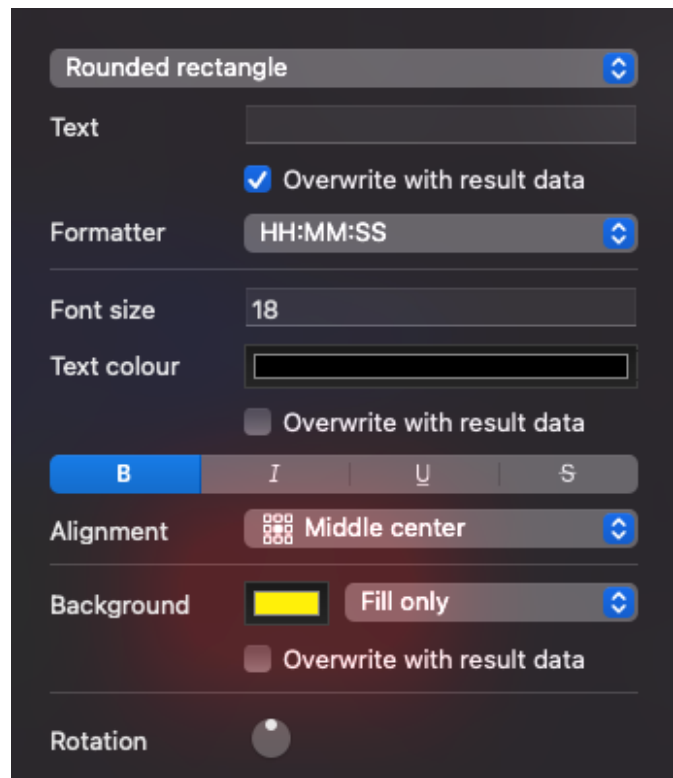 Rounded rectangle
Text
Overwrite with result data
Formatter HH:MM:SS
Font size 18
Text colour
Overwrite with result data
B I U S
Alignment Middle center
Background Fill only
Overwrite with result data
Rotation